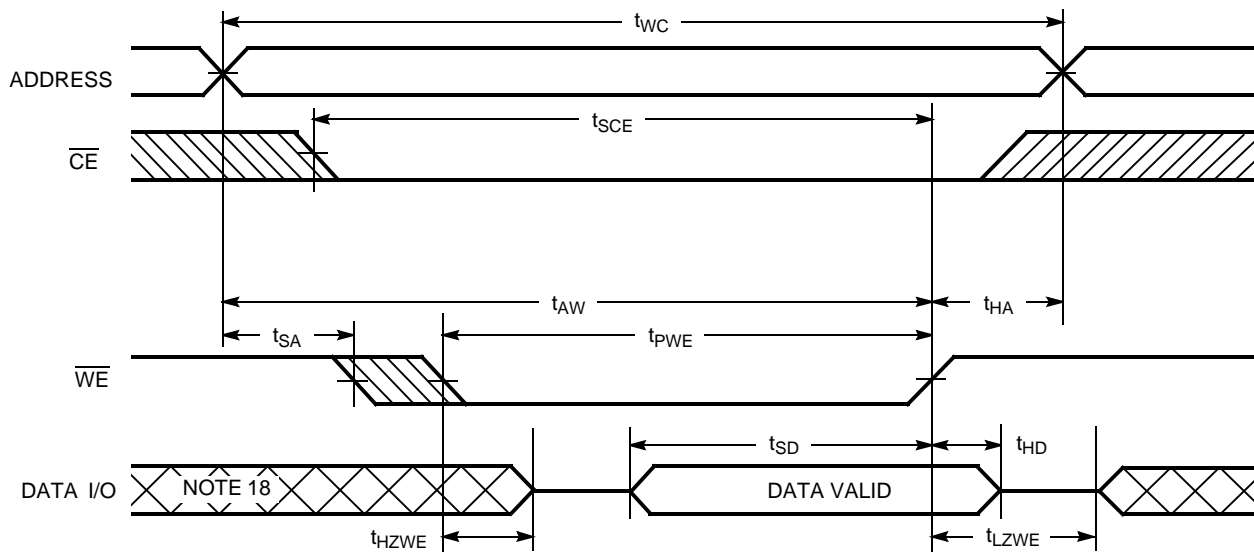 tWC
ADDRESS
tSCE
CE
tAW
tHA
tSA
tPWE
WE
tSD
tHD
DATA I/O
NOTE 18
DATA VALID
tHZWE
tLZWE